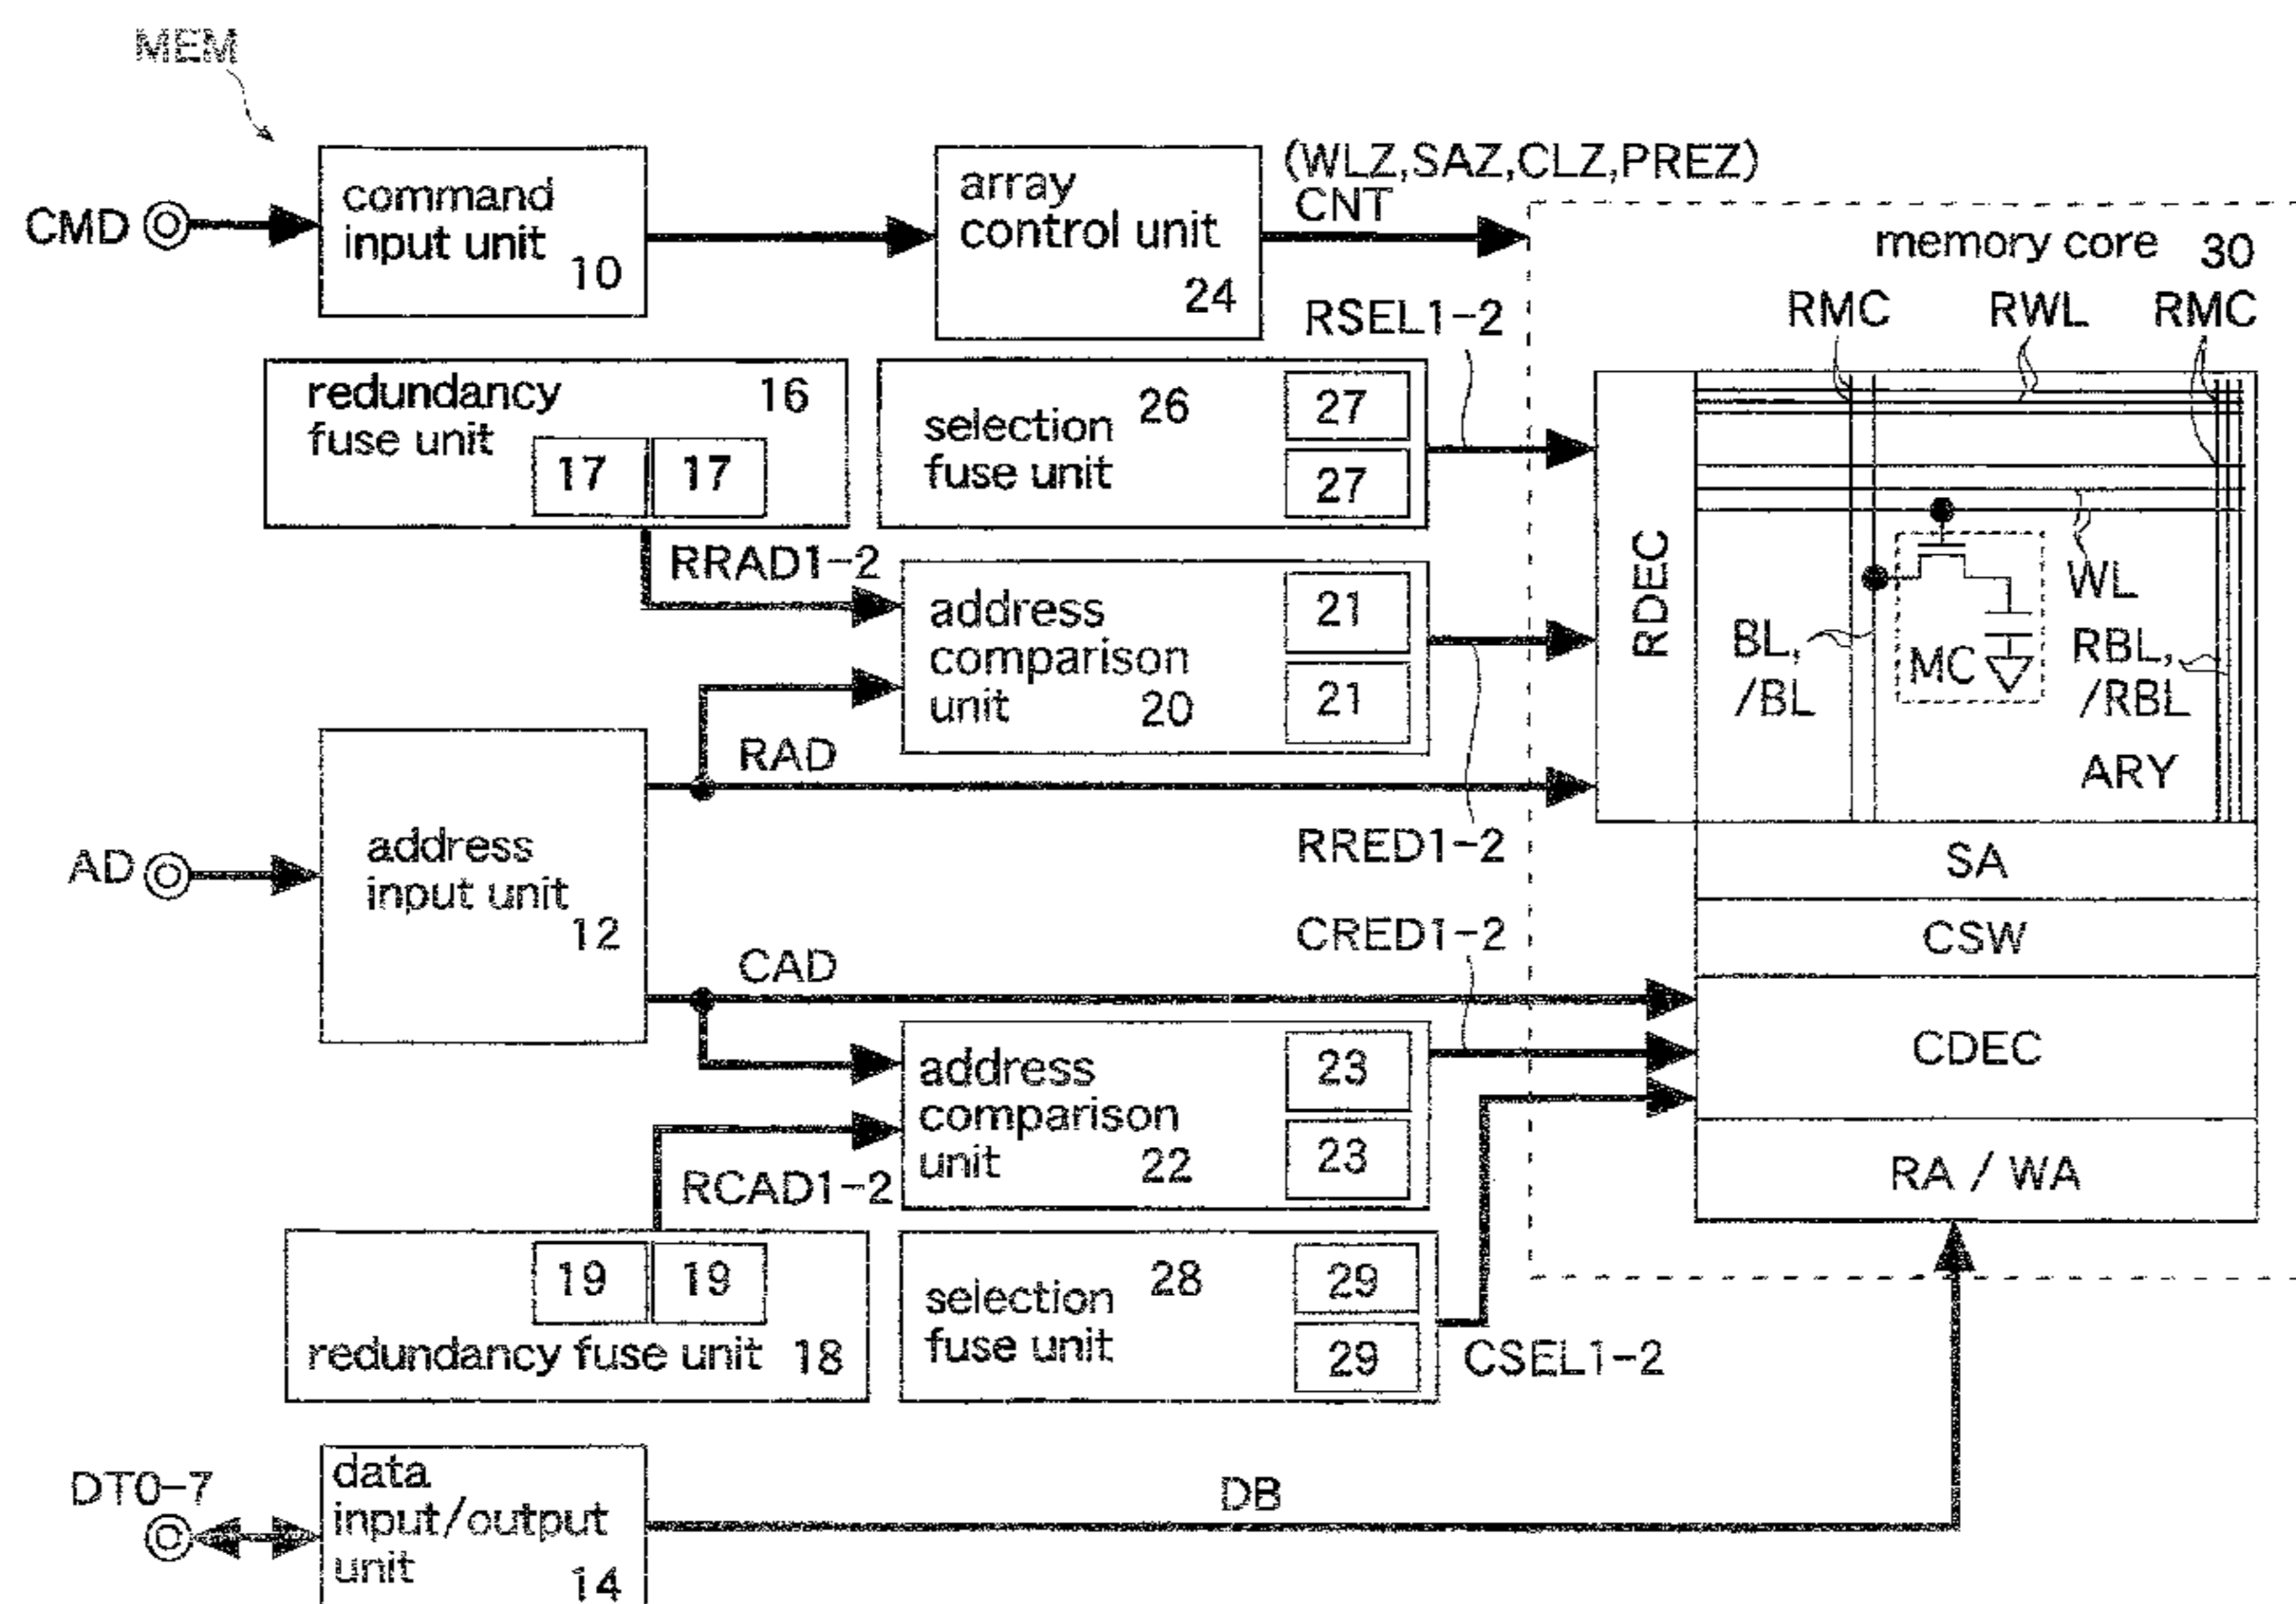 MEM
CMD
command
input unit
10
array
control unit
24
(WLZ,SAZ,CLZ,PREZ)
CNT
memory core 30
RMC
RWL
RMC
RSEL1-2
redundancy
fuse unit
16
17
17
selection
fuse unit
26
27
27
RRAD1-2
address
comparison
unit
20
21
21
RDEC
WL
BL,
/BL
MC
RBL,
/RBL
ARY
RAD
RRED1-2
AD
address
input unit
12
SA
CSW
CRED1-2
CAD
CDEC
address
comparison
unit
22
23
23
RCAD1-2
RA / WA
19
19
redundancy fuse unit 18
selection
fuse unit
28
29
29
CSEL1-2
DT0-7
data
input/output
unit
14
DB